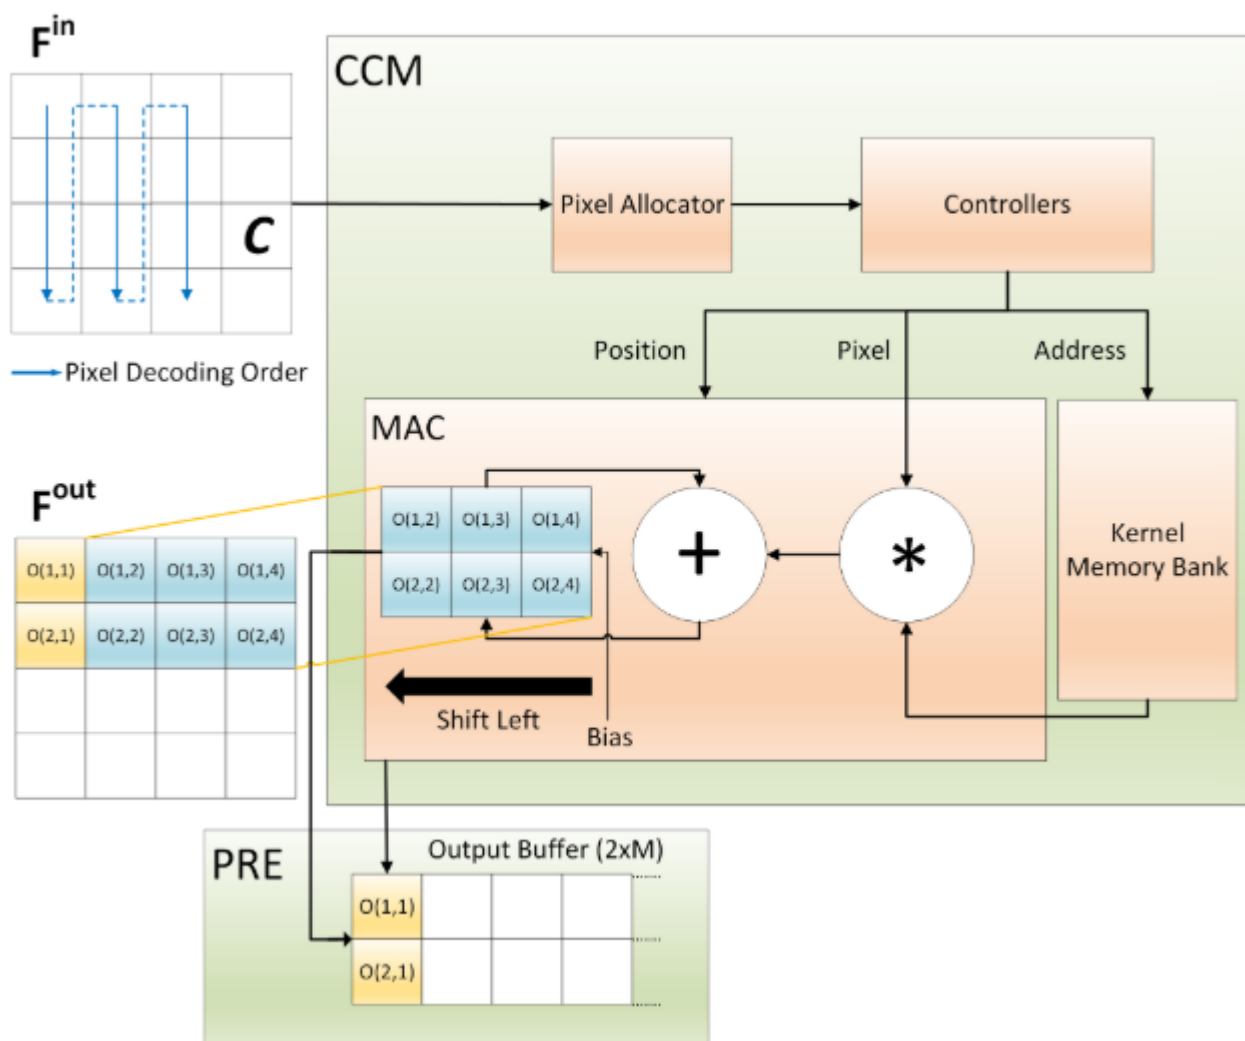 F^in
CCM
Pixel Allocator
Controllers
C
Position
Pixel
Address
Pixel Decoding Order
MAC
F^out
O(1,2) O(1,3) O(1,4)
O(2,2) O(2,3) O(2,4)
+
*
Kernel
Memory Bank
O(1,1) O(1,2) O(1,3) O(1,4)
O(2,1) O(2,2) O(2,3) O(2,4)
Shift Left
Bias
PRE
Output Buffer (2xM)
O(1,1)
O(2,1)